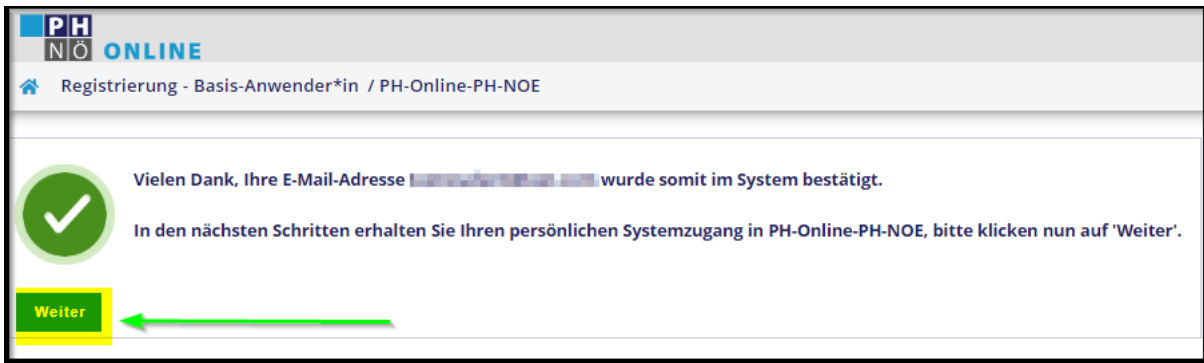 PH
NÖ ONLINE
Registrierung - Basis-Anwender*in / PH-Online-PH-NOE
Vielen Dank, Ihre E-Mail-Adresse wurde somit im System bestätigt.
In den nächsten Schritten erhalten Sie Ihren persönlichen Systemzugang in PH-Online-PH-NOE, bitte klicken nun auf 'Weiter'.
Weiter